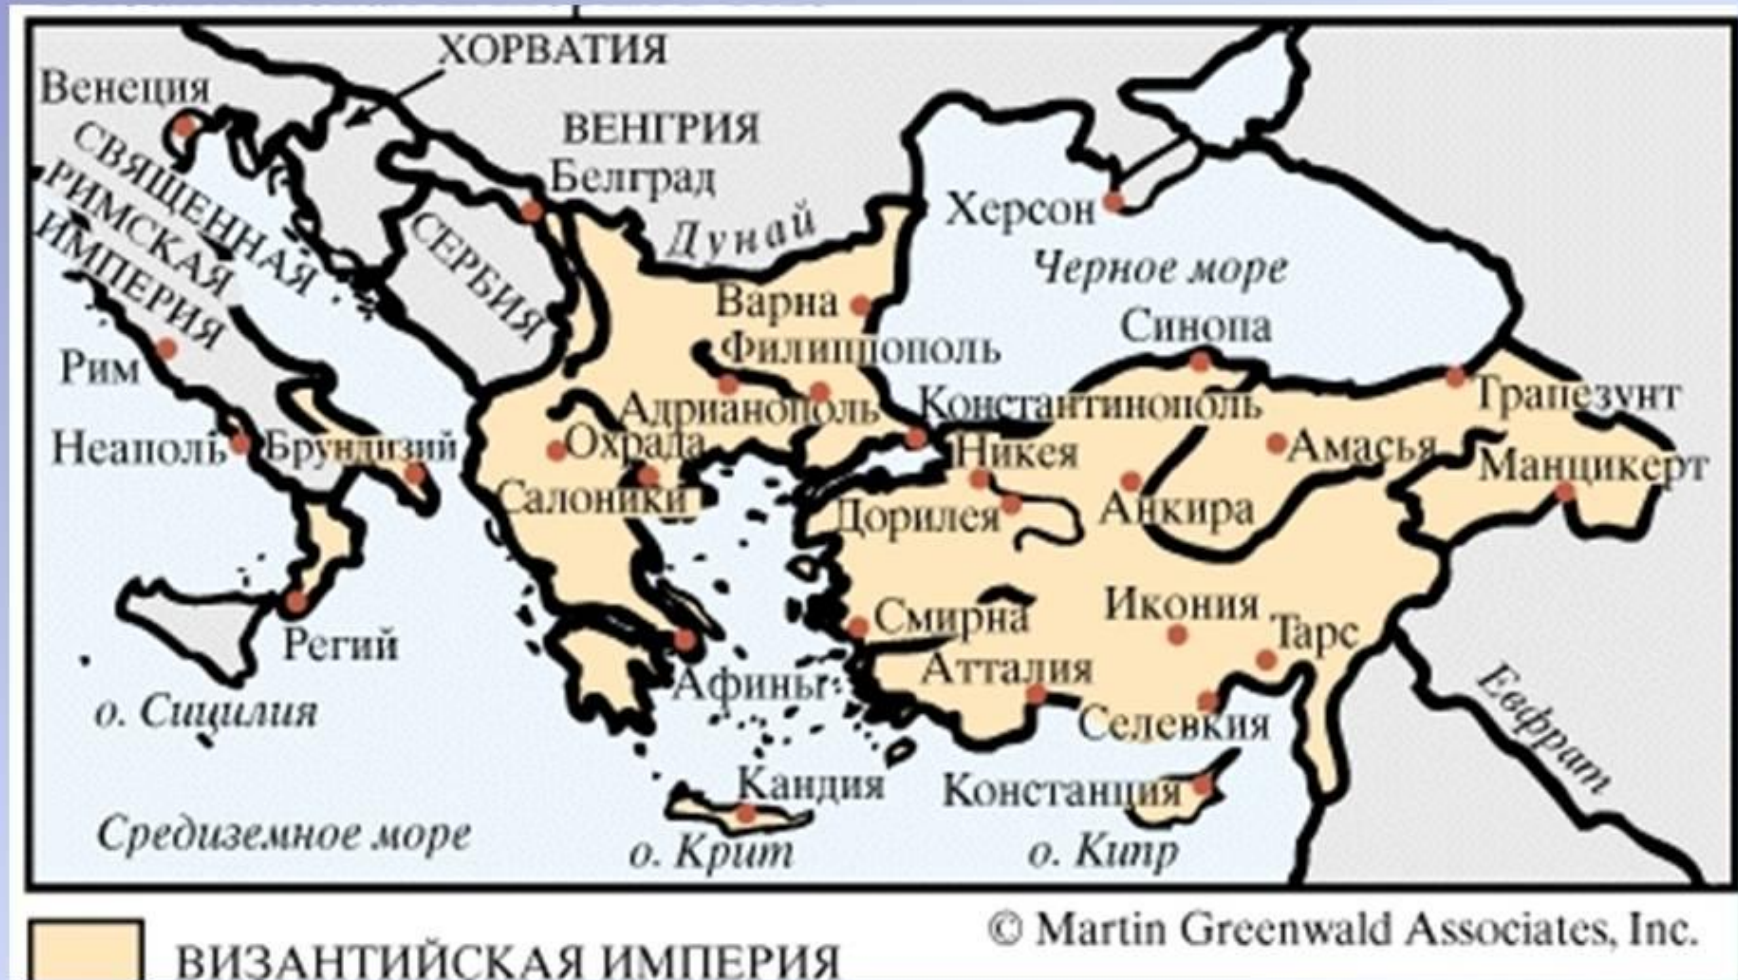 ХОРВАТИЯ
Венеция
ВЕНГРИЯ
Белград
СВЯЩЕННАЯ
РИМСКАЯ
ИМПЕРИЯ
СЕРБИЯ
Дунай
Херсон
Черное море
Варна
Синопа
Филиппополь
Рим
Адрианополь
Константинополь
Трапезунт
Неаполь
Брундизий
Охрада
Никея
Амасья
Манцикерт
Салоники
Дорилея
Анкира
Смирна
Икония
Тарс
Регий
Афины
Атталия
Селевкия
Евфрат
о. Сицилия
Кандия
Констанция
Средиземное море
о. Крит
о. Кипр
© Martin Greenwald Associates, Inc.
ВИЗАНТИЙСКАЯ ИМПЕРИЯ